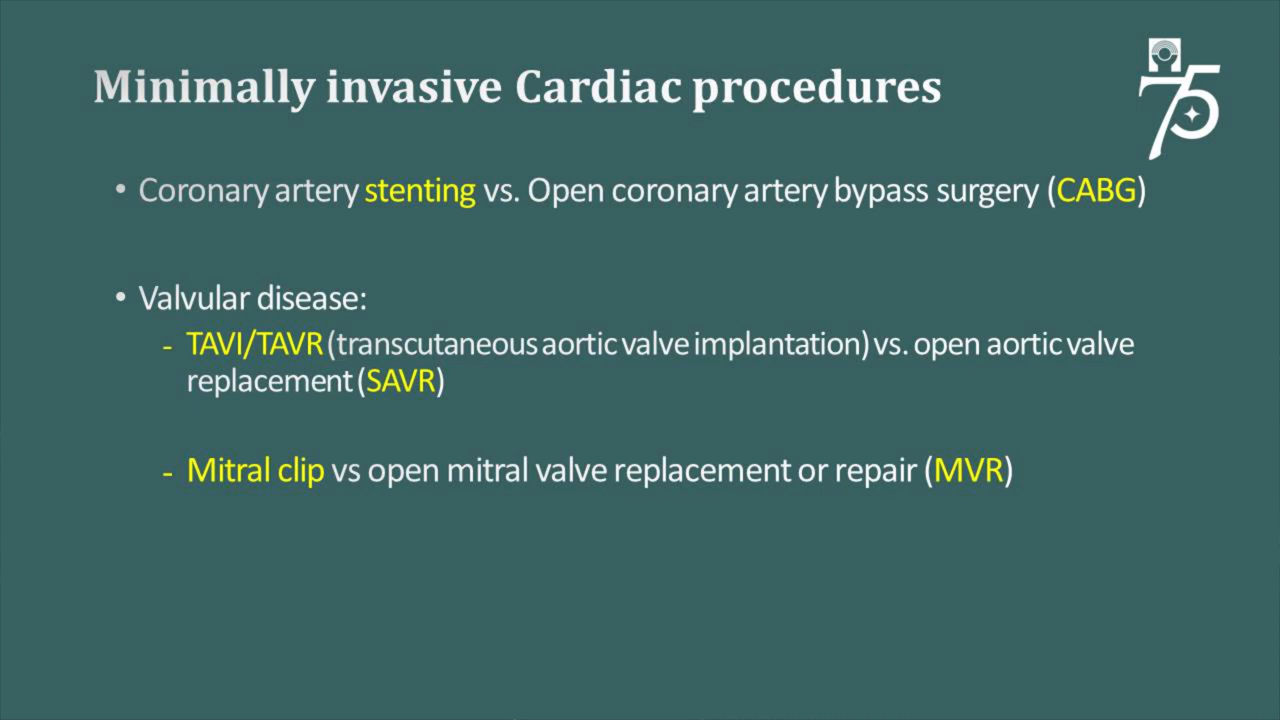 Minimally invasive Cardiac procedures
75
• Coronary artery stenting vs. Open coronary artery bypass surgery (CABG)
• Valvular disease:
- TAVI/TAVR (transcutaneous aortic valve implantation) vs. open aortic valve
replacement (SAVR)
- Mitral clip vs open mitral valve replacement or repair (MVR)